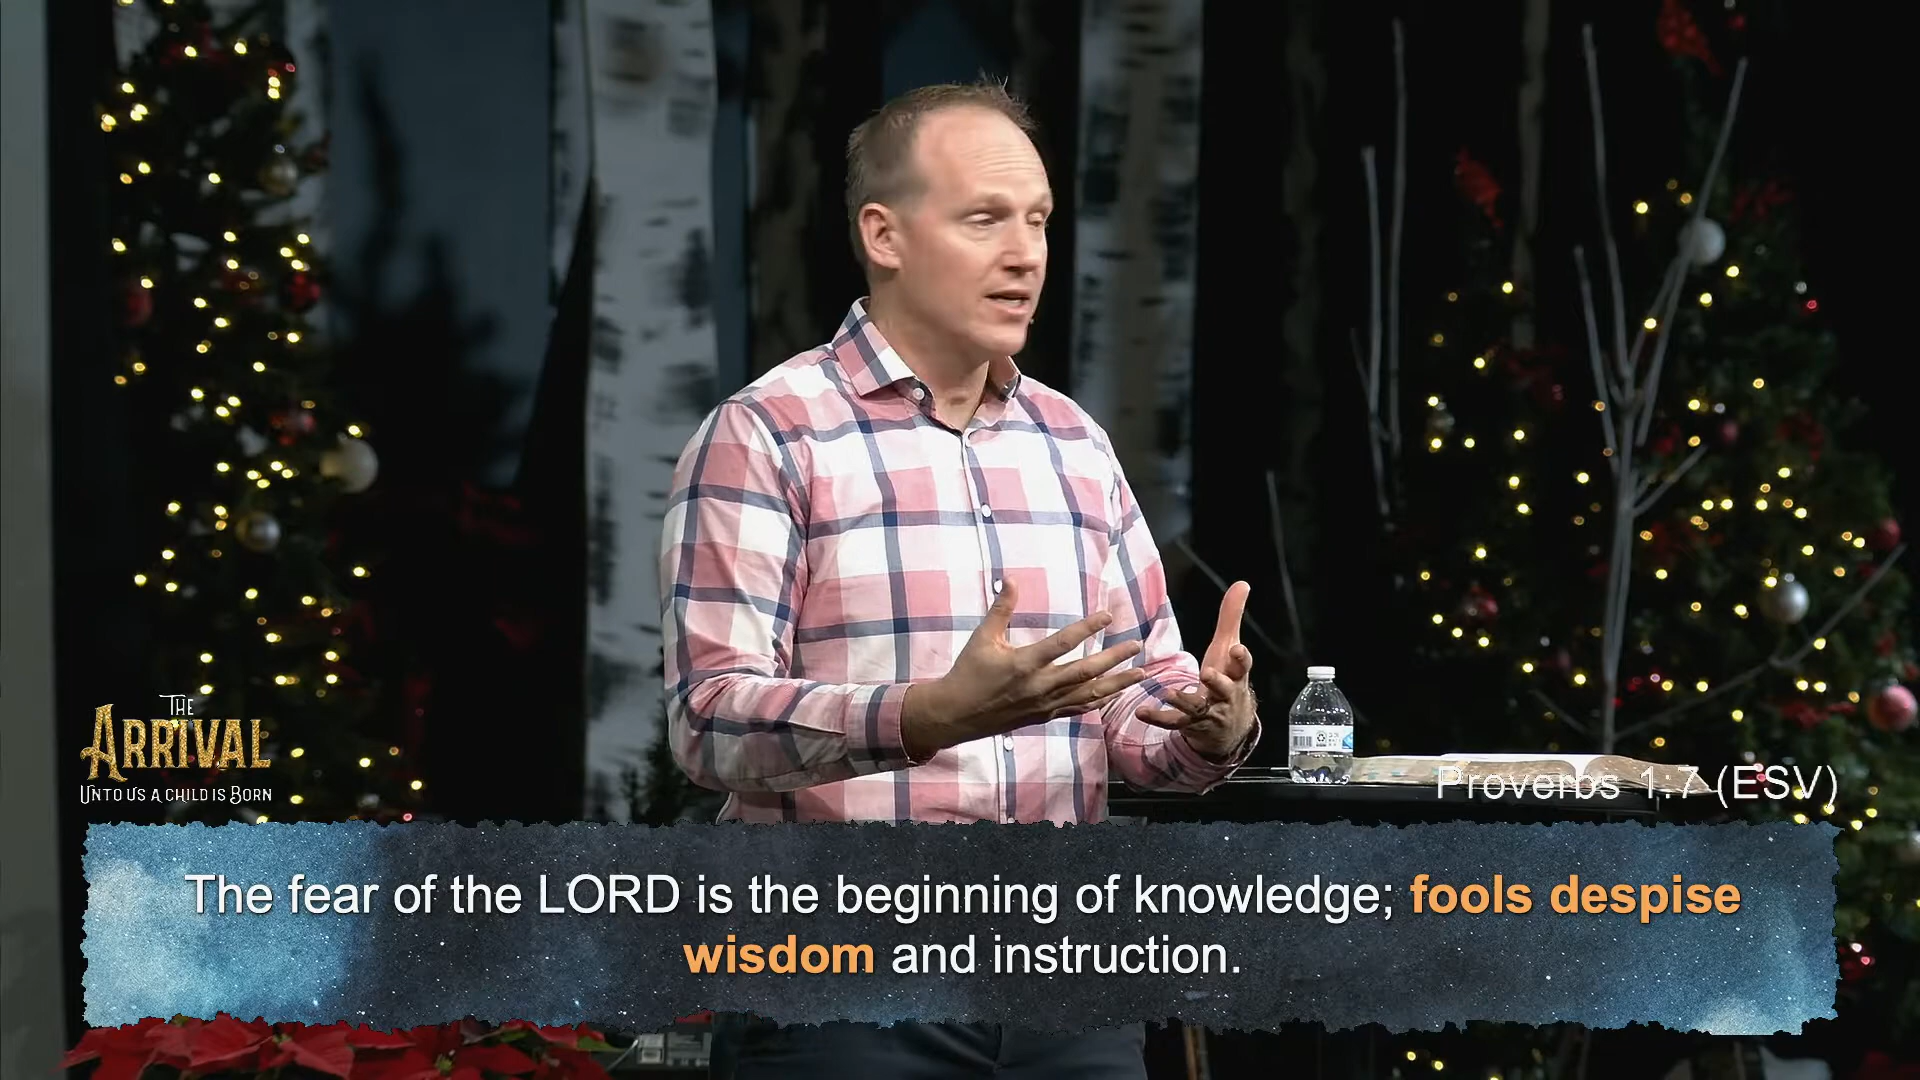 THE
ARRIVAL
UNTO US A CHILD IS BORN
Proverbs 1:7 (ESV)
The fear of the LORD is the beginning of knowledge; fools despise
wisdom and instruction.